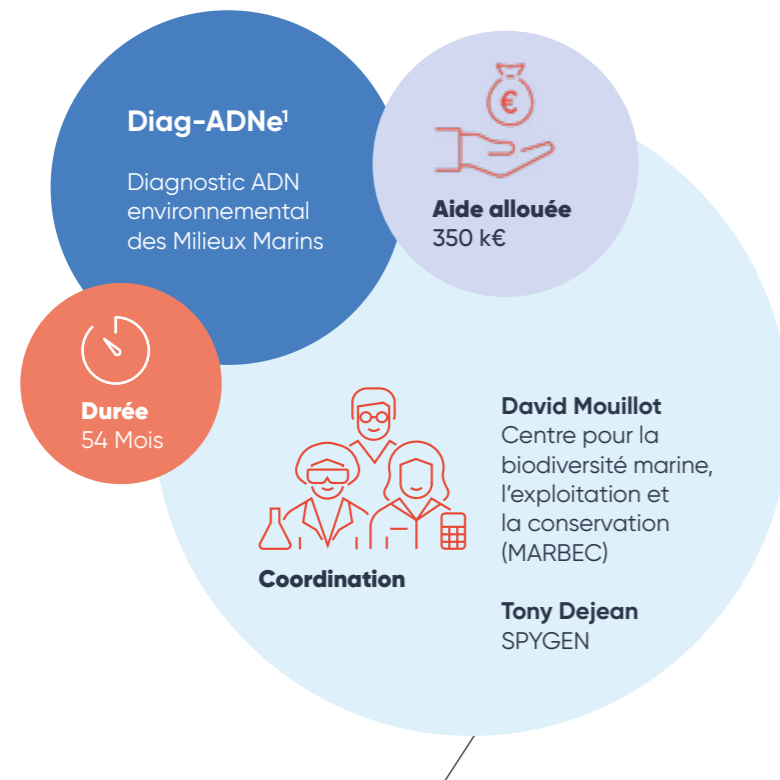 Diag-ADNe¹
Diagnostic ADN
environnemental
des Milieux Marins
€
Aide allouée
350 k€
Durée
54 Mois
Coordination
David Mouillot
Centre pour la
biodiversité marine,
l'exploitation et
la conservation
(MARBEC)
Tony Dejean
SPYGEN